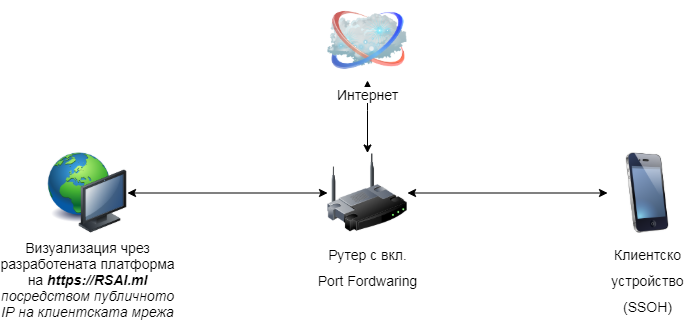 Интернет
Визуализация чрез
разработената платформа
на https://RSAI.ml
посредством публичното
IP на клиентската мрежа
Рутер с вкл.
Port Fordwaring
Клиентско
устройство
(SSOH)